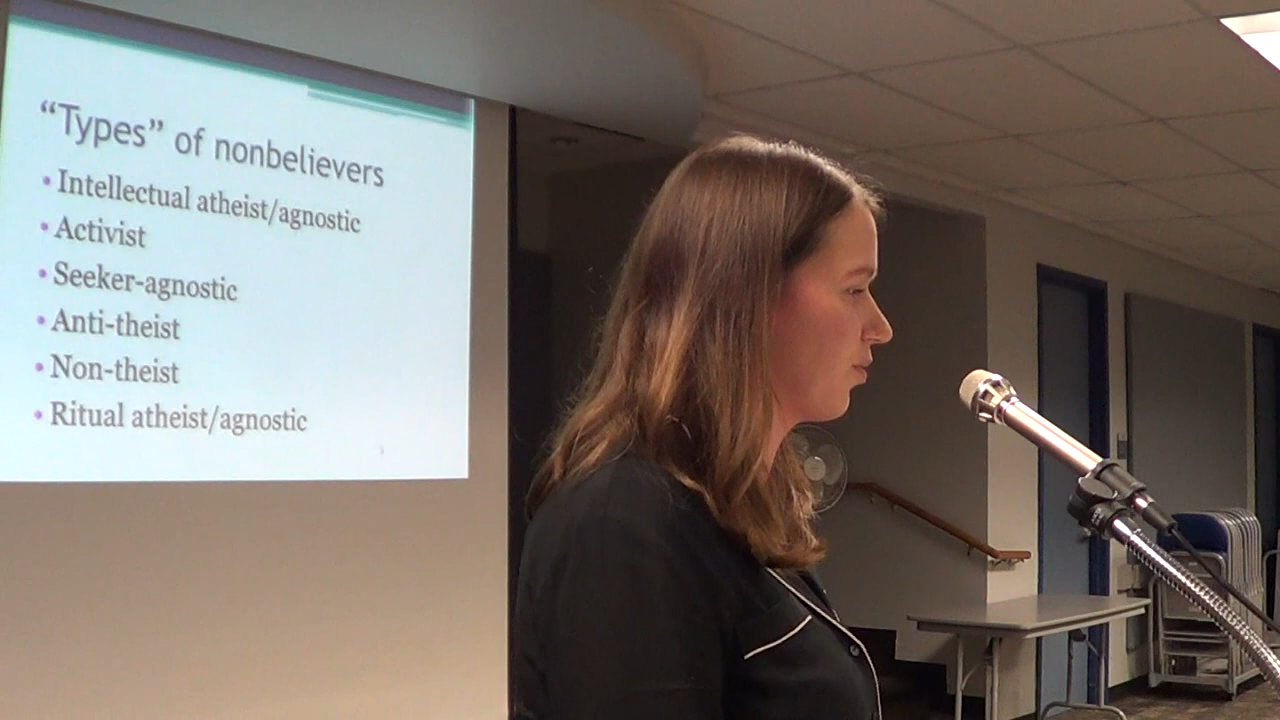 “Types” of nonbelievers
• Intellectual atheist/agnostic
• Activist
• Seeker-agnostic
• Anti-theist
• Non-theist
• Ritual atheist/agnostic